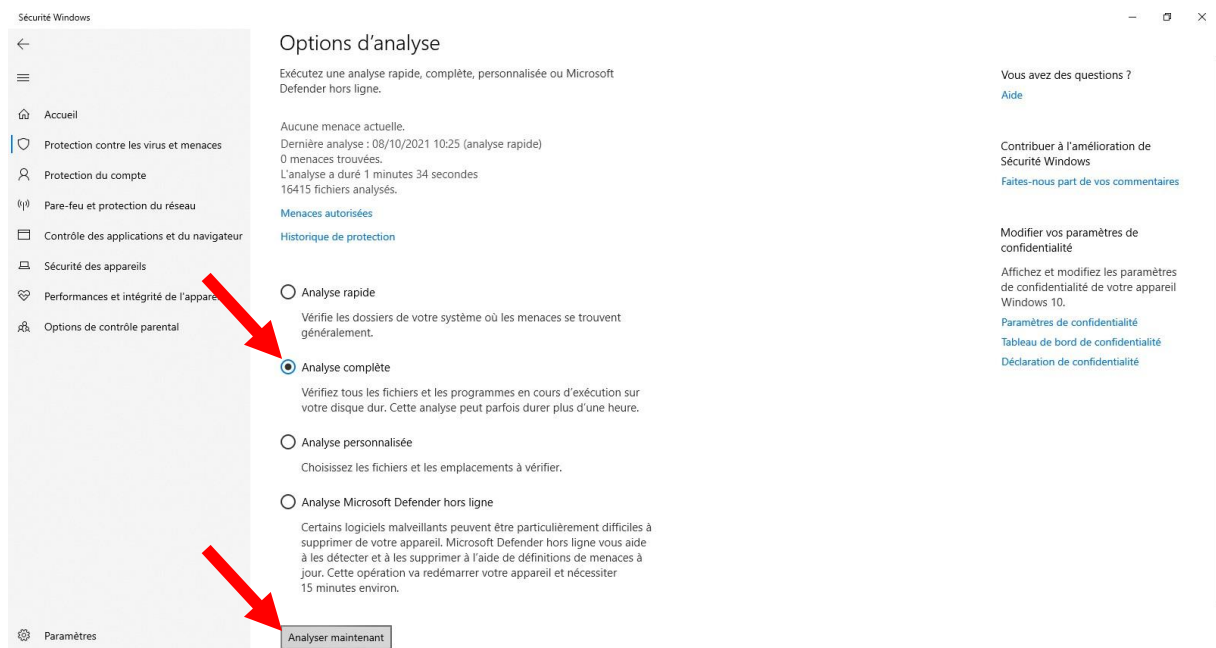 Sécurité Windows
Accueil
Protection contre les virus et menaces
Protection du compte
Pare-feu et protection du réseau
Contrôle des applications et du navigateur
Sécurité des appareils
Performances et intégrité de l'appare
Options de contrôle parental
Paramètres
Options d'analyse
Exécutez une analyse rapide, complète, personnalisée ou Microsoft
Defender hors ligne.
Aucune menace actuelle.
Dernière analyse : 08/10/2021 10:25 (analyse rapide)
0 menaces trouvées.
L'analyse a duré 1 minutes 34 secondes
16415 fichiers analysés.
Menaces autorisées
Historique de protection
Analyse rapide
Vérifie les dossiers de votre système où les menaces se trouvent
généralement.
Analyse complète
Vérifiez tous les fichiers et les programmes en cours d'exécution sur
votre disque dur. Cette analyse peut parfois durer plus d'une heure.
Analyse personnalisée
Choisissez les fichiers et les emplacements à vérifier.
Analyse Microsoft Defender hors ligne
Certains logiciels malveillants peuvent être particulièrement difficiles à
supprimer de votre appareil. Microsoft Defender hors ligne vous aide
à les détecter et à les supprimer à l'aide de définitions de menaces à
jour. Cette opération va redémarrer votre appareil et nécessiter
15 minutes environ.
Analyser maintenant
Vous avez des questions ?
Aide
Contribuer à l'amélioration de
Sécurité Windows
Faites-nous part de vos commentaires
Modifier vos paramètres de
confidentialité
Affichez et modifiez les paramètres
de confidentialité de votre appareil
Windows 10.
Paramètres de confidentialité
Tableau de bord de confidentialité
Déclaration de confidentialité